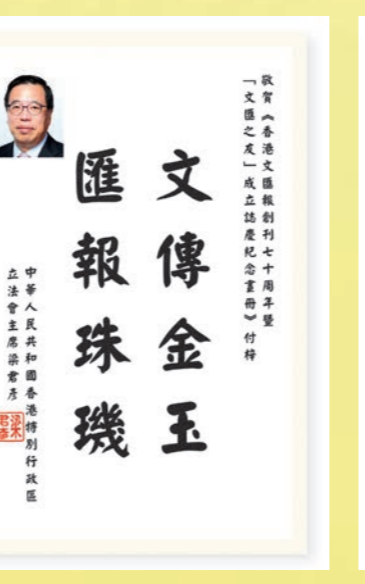 敬賀《香港文匯報創刊七十周年暨
「文匯之友」成立誌慶紀念畫冊》付梓
文傳金玉
匯報珠璣
中華人民共和國香港特別行政區
立法會主席梁君彥